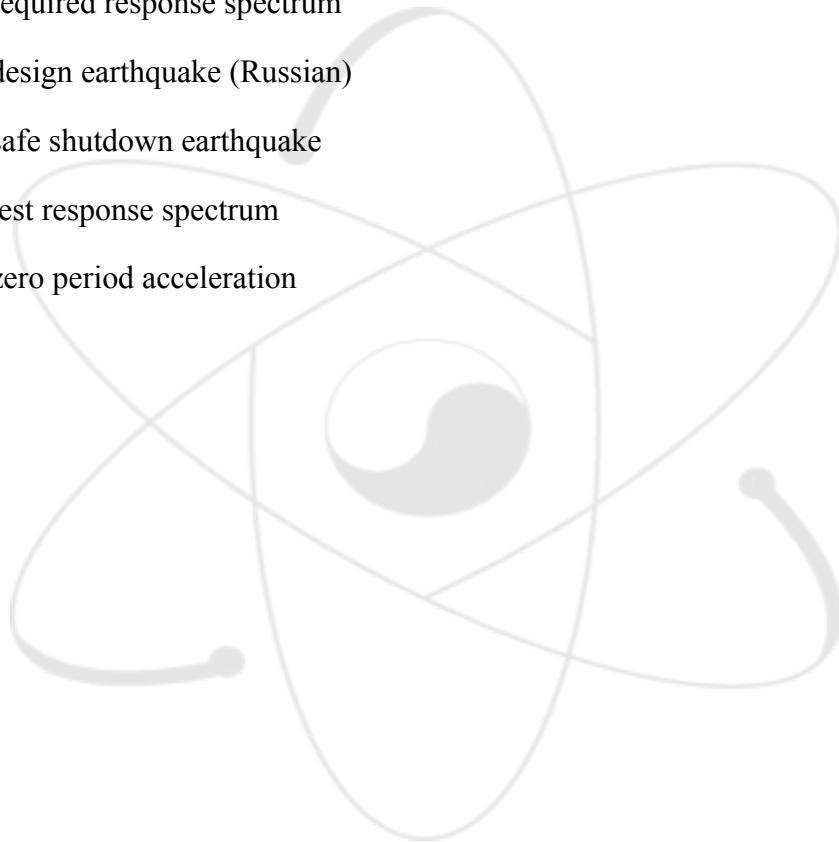 equired response spectrum
design earthquake (Russian)
afe shutdown earthquake
est response spectrum
zero period acceleration